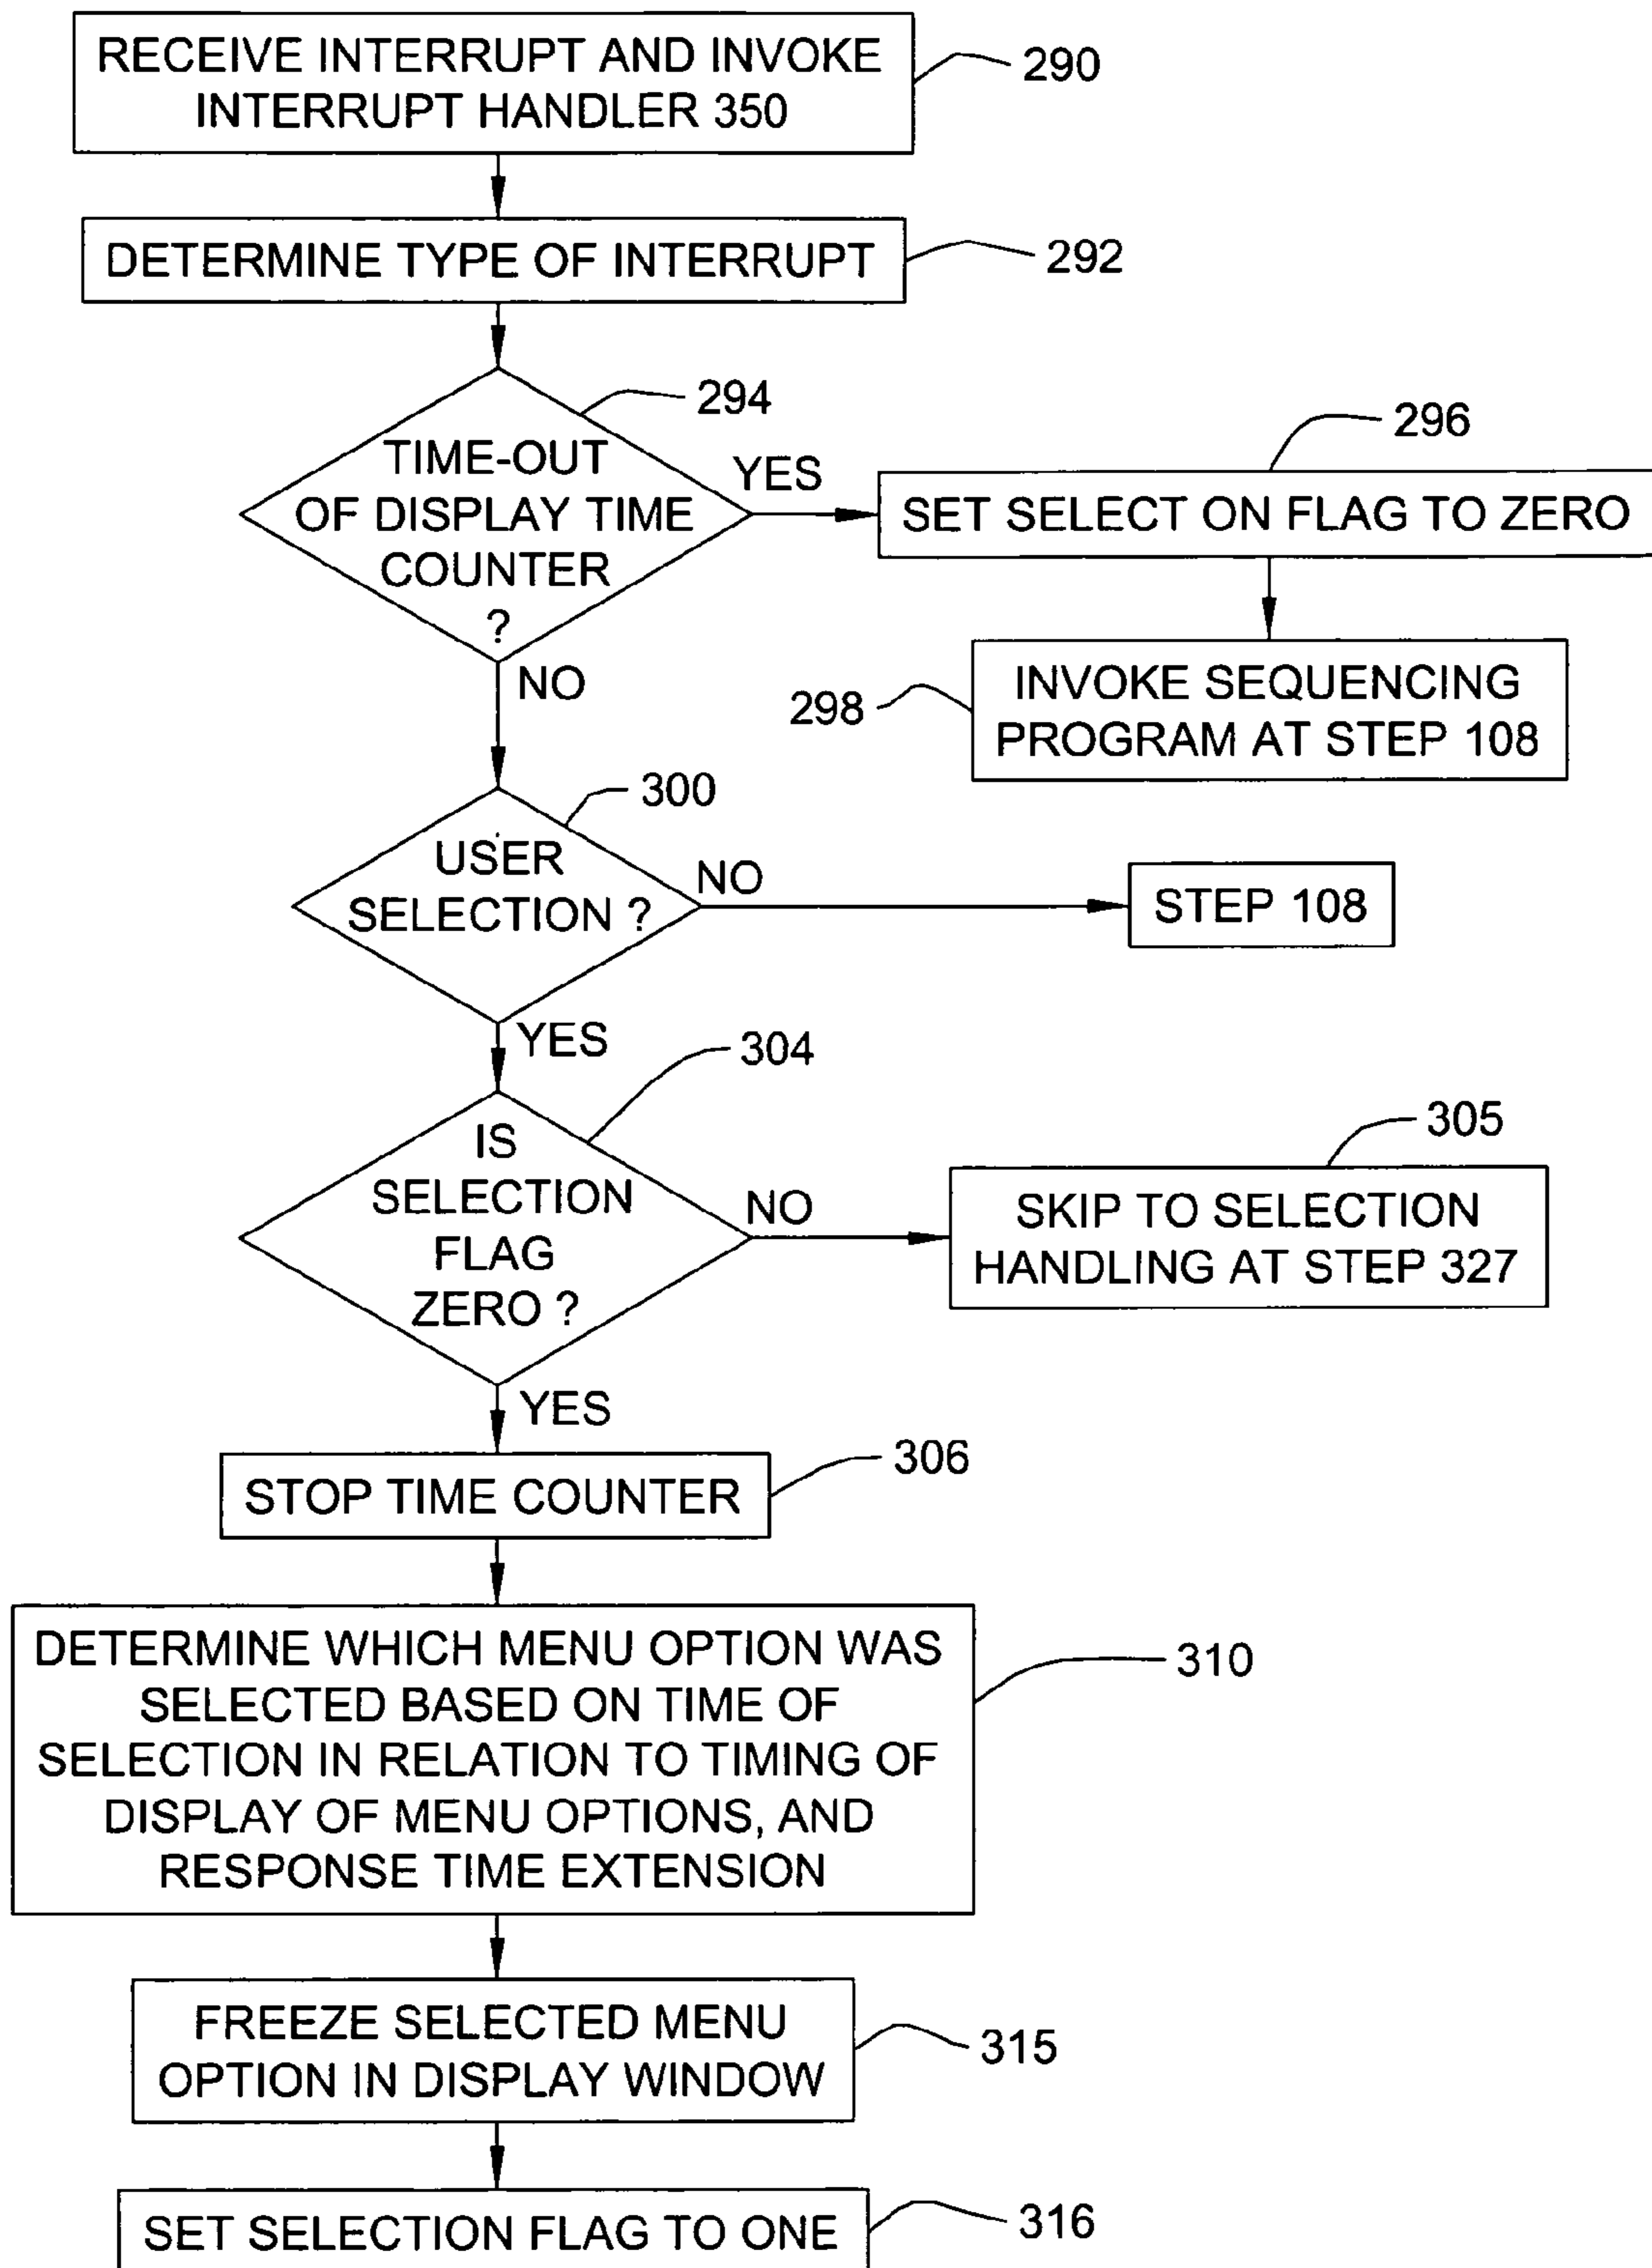 RECEIVE INTERRUPT AND INVOKE
INTERRUPT HANDLER 350
290
DETERMINE TYPE OF INTERRUPT
292
294
TIME-OUT
OF DISPLAY TIME
COUNTER
?
YES
296
SET SELECT ON FLAG TO ZERO
298
INVOKE SEQUENCING
PROGRAM AT STEP 108
NO
300
USER
SELECTION ?
NO
STEP 108
YES
304
IS
SELECTION
FLAG
ZERO ?
NO
305
SKIP TO SELECTION
HANDLING AT STEP 327
YES
306
STOP TIME COUNTER
DETERMINE WHICH MENU OPTION WAS
SELECTED BASED ON TIME OF
SELECTION IN RELATION TO TIMING OF
DISPLAY OF MENU OPTIONS, AND
RESPONSE TIME EXTENSION
310
FREEZE SELECTED MENU
OPTION IN DISPLAY WINDOW
315
SET SELECTION FLAG TO ONE
316